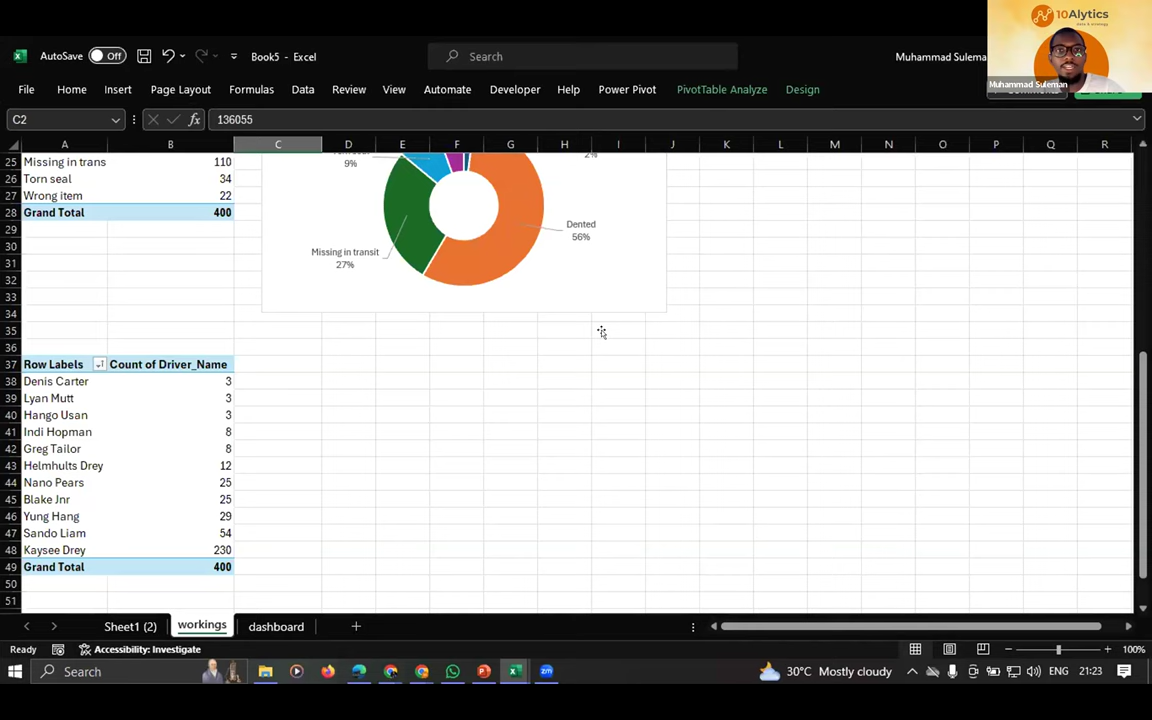 10Alytics
data & strategy
Muhammad Suleman
AutoSave Off
Book5 - Excel
Search
Muhammad Sulema
File Home Insert Page Layout Formulas Data Review View Automate Developer Help Power Pivot PivotTable Analyze Design
C2 fx 136055
A B C D E F G H I J K L M N O P Q R
25 Missing in trans 110
26 Torn seal 34
27 Wrong item 22
28 Grand Total 400
29
30
31
32
33
34
35
36
9%
2%
Dented
56%
Missing in transit
27%
37 Row Labels Count of Driver_Name
38 Denis Carter 3
39 Lyan Mutt 3
40 Hango Usan 3
41 Indi Hopman 8
42 Greg Tailor 8
43 Helmhults Drey 12
44 Nano Pears 25
45 Blake Jnr 25
46 Yung Hang 29
47 Sando Liam 54
48 Kaysee Drey 230
49 Grand Total 400
50
51
Sheet1 (2) workings dashboard
Ready Accessibility: Investigate 100%
Search 30°C Mostly cloudy ENG 21:23